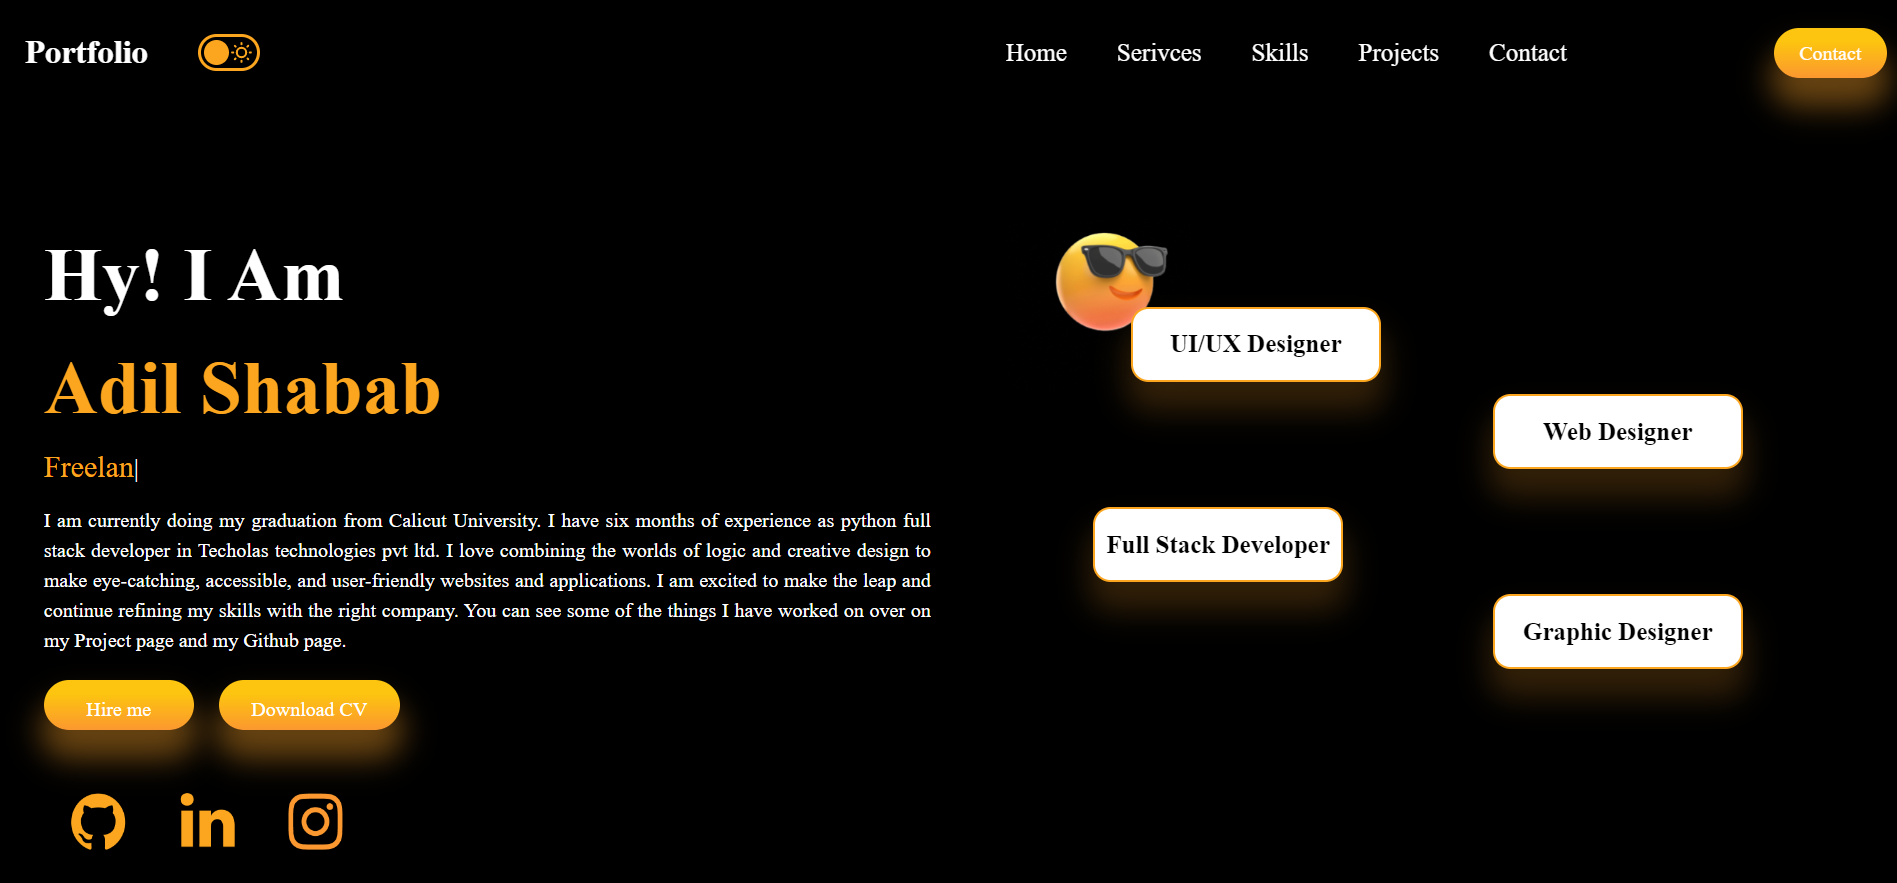 Portfolio
Home
Serivces
Skills
Projects
Contact
Contact
Hy! I Am
Adil Shabab
Freelan|
I am currently doing my graduation from Calicut University. I have six months of experience as python full
stack developer in Techolas technologies pvt ltd. I love combining the worlds of logic and creative design to
make eye-catching, accessible, and user-friendly websites and applications. I am excited to make the leap and
continue refining my skills with the right company. You can see some of the things I have worked on over on
my Project page and my Github page.
Hire me
Download CV
in
UI/UX Designer
Web Designer
Full Stack Developer
Graphic Designer